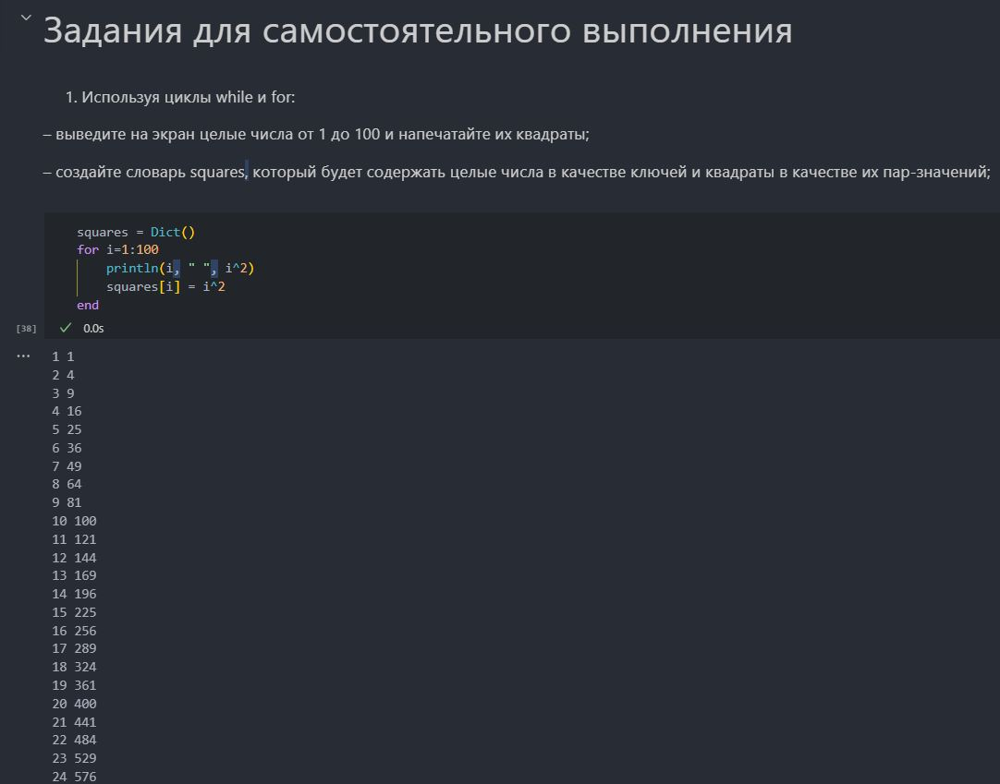 Задания для самостоятельного выполнения
1. Используя циклы while и for:
– выведите на экран целые числа от 1 до 100 и напечатайте их квадраты;
– создайте словарь squares, который будет содержать целые числа в качестве ключей и квадраты в качестве их пар-значений;
squares = Dict()
for i=1:100
    println(i, " ", i^2)
    squares[i] = i^2
end
[38] ✓ 0.0s
... 1 1
2 4
3 9
4 16
5 25
6 36
7 49
8 64
9 81
10 100
11 121
12 144
13 169
14 196
15 225
16 256
17 289
18 324
19 361
20 400
21 441
22 484
23 529
24 576